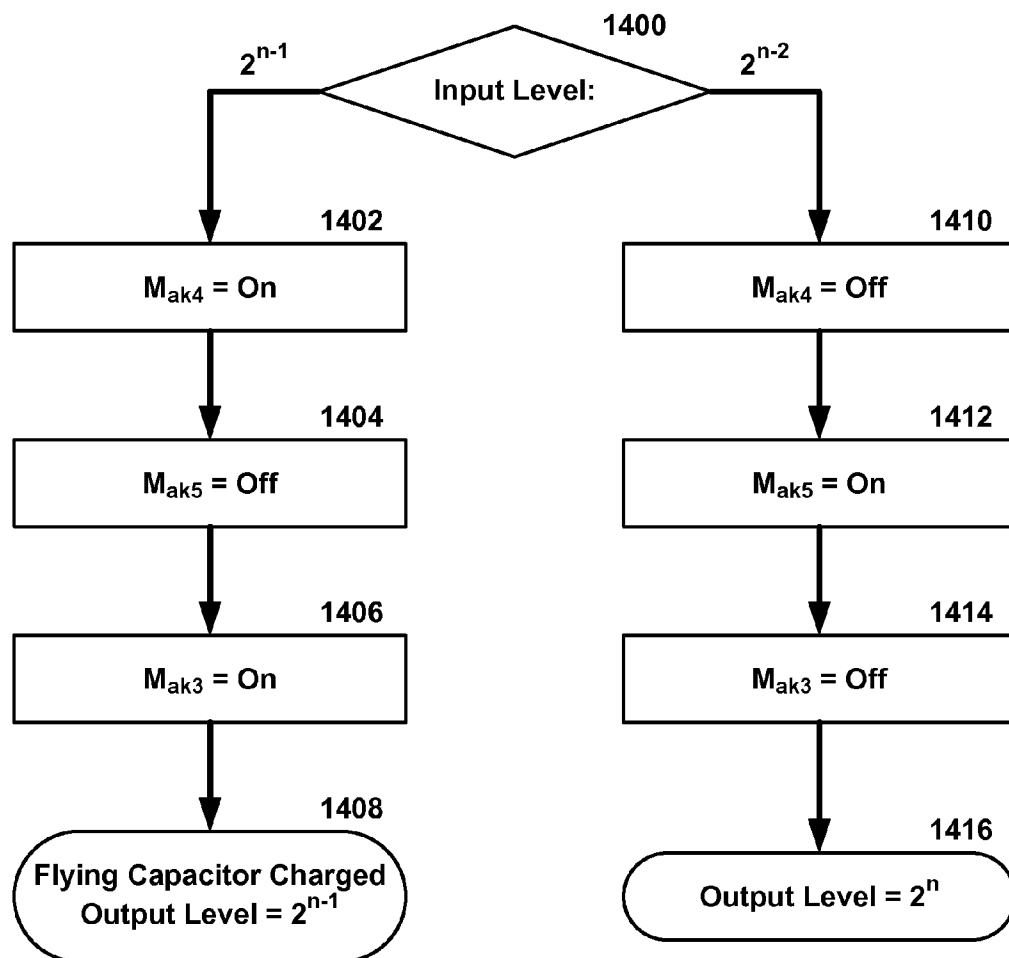 1400
2^{n-1}
2^{n-2}
Input Level:
1402
M_{ak4} = On
1404
M_{ak5} = Off
1406
M_{ak3} = On
1408
Flying Capacitor Charged
Output Level = 2^{n-1}
1410
M_{ak4} = Off
1412
M_{ak5} = On
1414
M_{ak3} = Off
1416
Output Level = 2^{n}